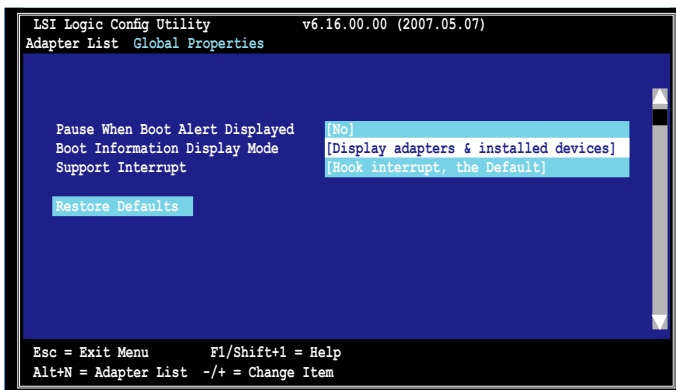 LSI Logic Config Utility v6.16.00.00 (2007.05.07)
Adapter List Global Properties
Pause When Boot Alert Displayed [No]
Boot Information Display Mode [Display adapters & installed devices]
Support Interrupt [Hook interrupt, the Default]
Restore Defaults
Esc = Exit Menu F1/Shift+1 = Help
Alt+N = Adapter List -/+ = Change Item